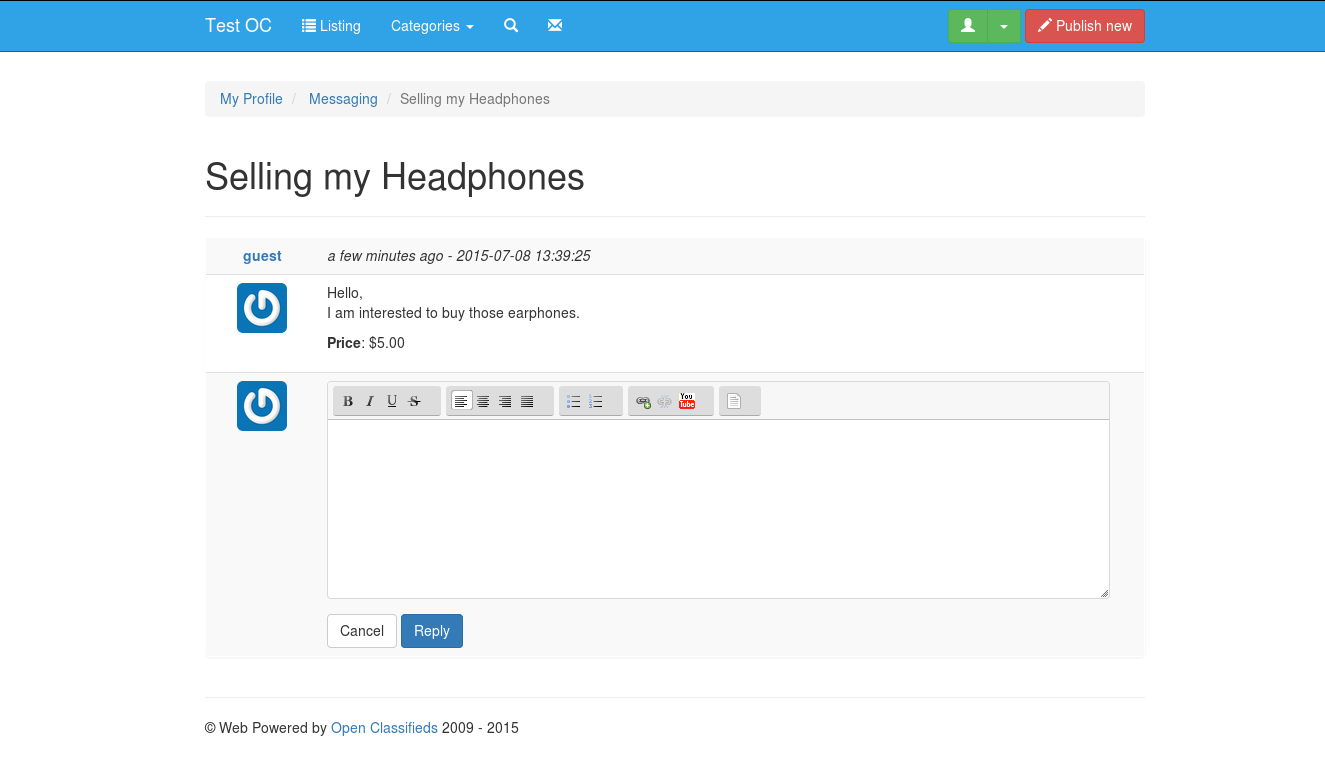 Test OC Listing Categories Publish new
My Profile / Messaging / Selling my Headphones
Selling my Headphones
guest a few minutes ago - 2015-07-08 13:39:25
Hello,
I am interested to buy those earphones.
Price: $5.00
B I U S You Tube
Cancel Reply
© Web Powered by Open Classifieds 2009 - 2015